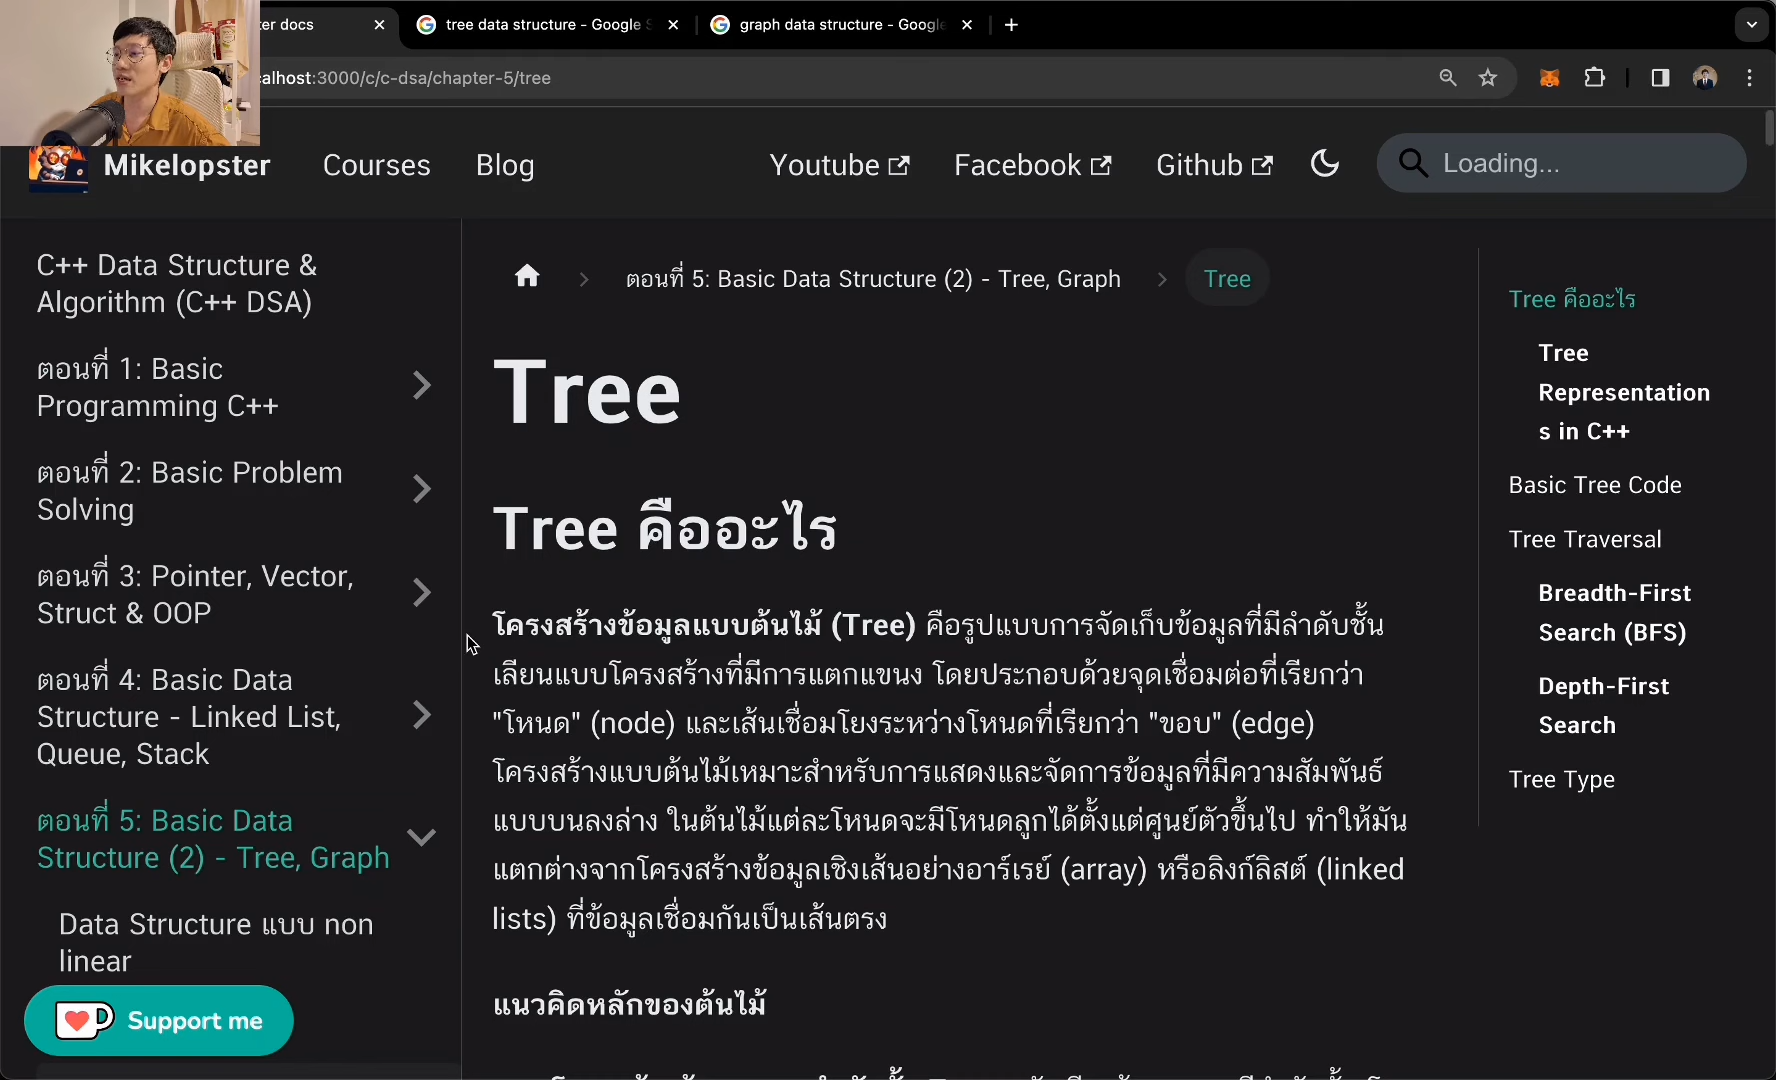 ter docs
tree data structure - Google S
graph data structure - Google
alhost:3000/c/c-dsa/chapter-5/tree
Mikelopster
Courses
Blog
Youtube
Facebook
Github
Loading...
C++ Data Structure &
Algorithm (C++ DSA)
ตอนที่ 1: Basic
Programming C++
ตอนที่ 2: Basic Problem
Solving
ตอนที่ 3: Pointer, Vector,
Struct & OOP
ตอนที่ 4: Basic Data
Structure - Linked List,
Queue, Stack
ตอนที่ 5: Basic Data
Structure (2) - Tree, Graph
Data Structure แบบ non
linear
Support me
ตอนที่ 5: Basic Data Structure (2) - Tree, Graph
Tree
Tree
Tree คืออะไร
โครงสร้างข้อมูลแบบต้นไม้ (Tree) คือรูปแบบการจัดเก็บข้อมูลที่มีลำดับชั้น
เลียนแบบโครงสร้างที่มีการแตกแขนง โดยประกอบด้วยจุดเชื่อมต่อที่เรียกว่า
"โหนด" (node) และเส้นเชื่อมโยงระหว่างโหนดที่เรียกว่า "ขอบ" (edge)
โครงสร้างแบบต้นไม้เหมาะสำหรับการแสดงและจัดการข้อมูลที่มีความสัมพันธ์
แบบบนลงล่าง ในต้นไม้แต่ละโหนดจะมีโหนดลูกได้ตั้งแต่ศูนย์ตัวขึ้นไป ทำให้มัน
แตกต่างจากโครงสร้างข้อมูลเชิงเส้นอย่างอาร์เรย์ (array) หรือลิงก์ลิสต์ (linked
lists) ที่ข้อมูลเชื่อมกันเป็นเส้นตรง
แนวคิดหลักของต้นไม้
Tree คืออะไร
Tree
Representation
s in C++
Basic Tree Code
Tree Traversal
Breadth-First
Search (BFS)
Depth-First
Search
Tree Type